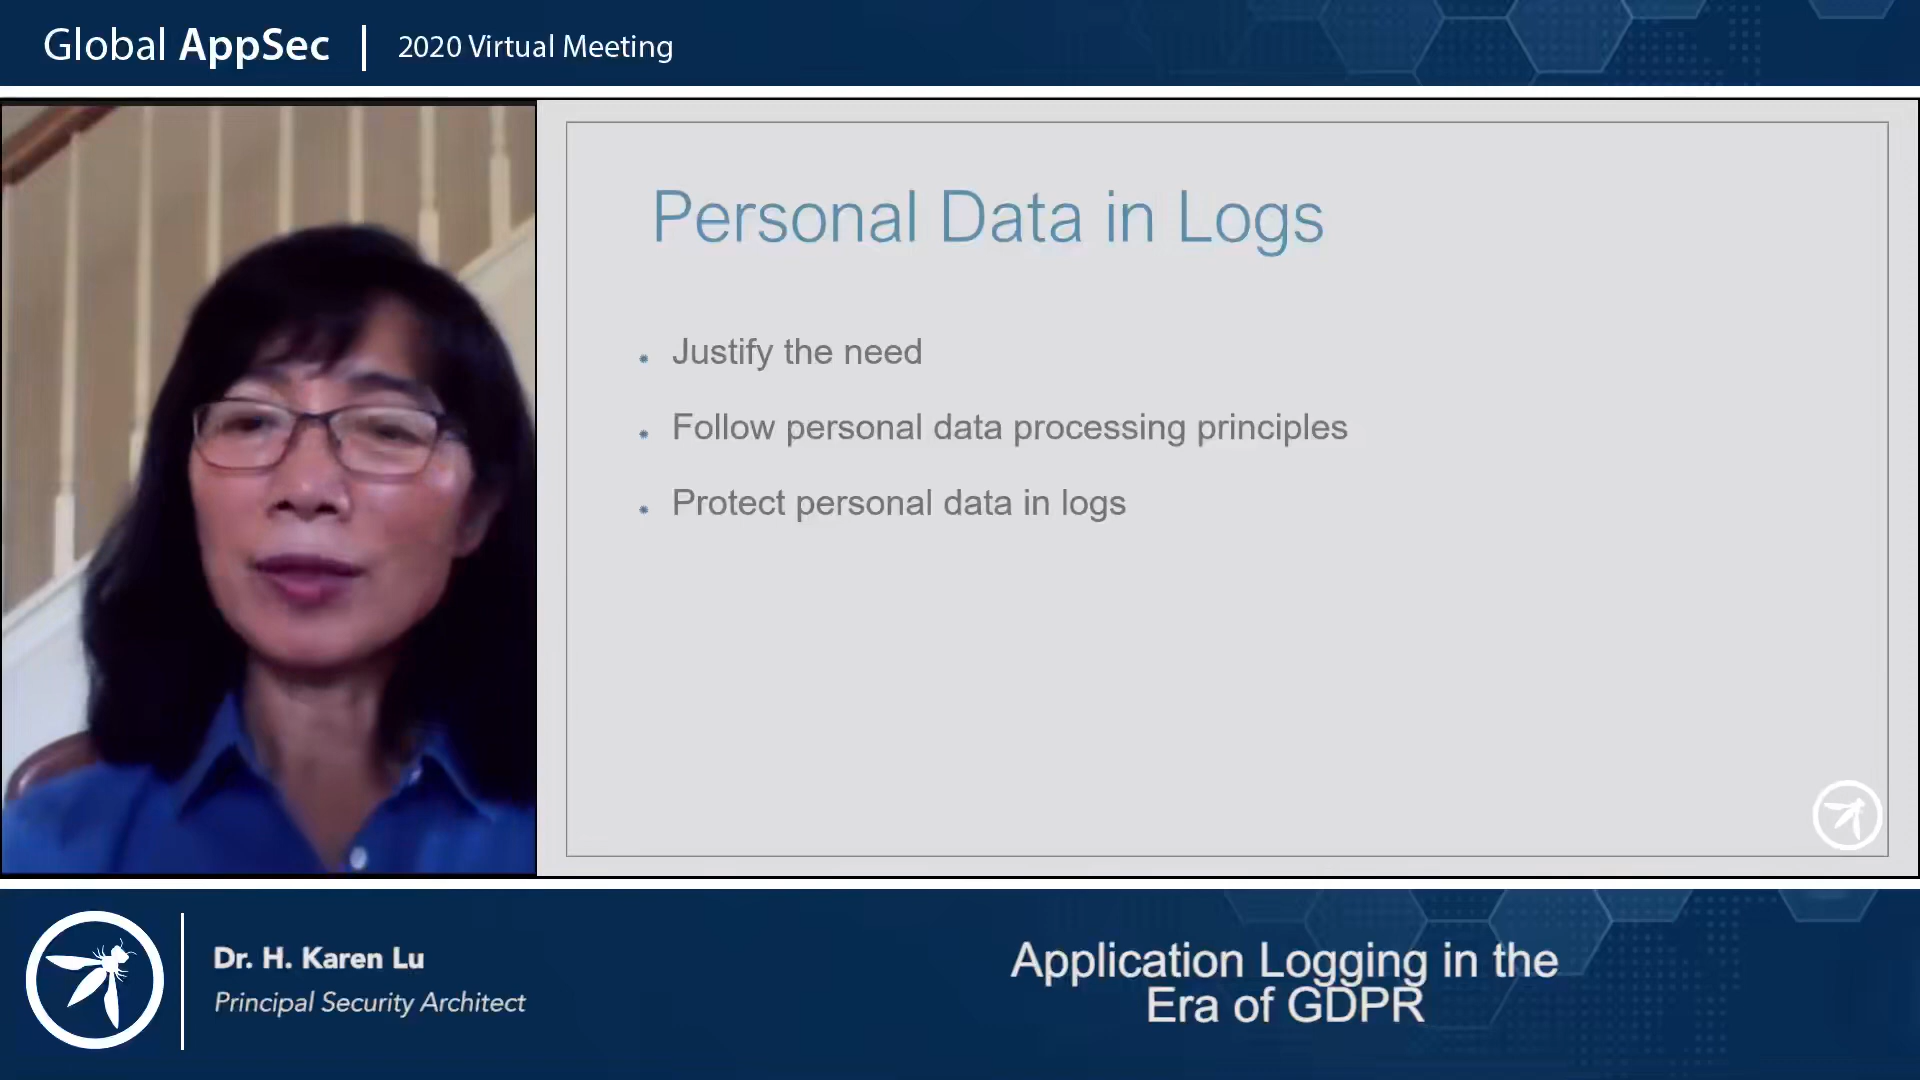 Global AppSec | 2020 Virtual Meeting
Personal Data in Logs
Justify the need
Follow personal data processing principles
Protect personal data in logs
Dr. H. Karen Lu
Principal Security Architect
Application Logging in the
Era of GDPR